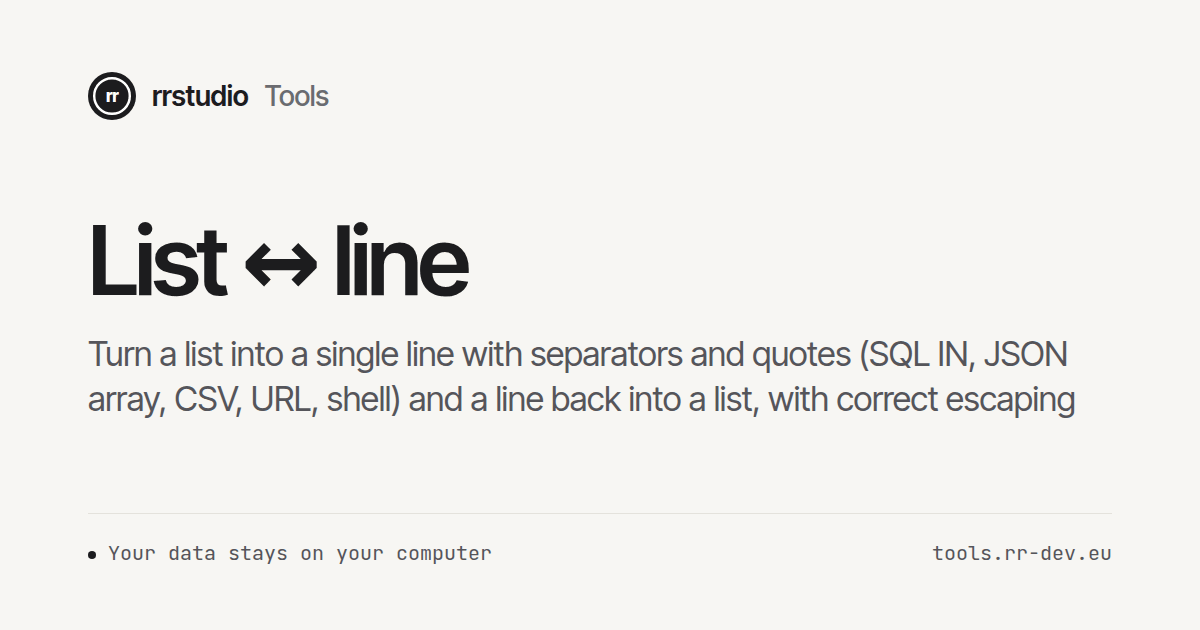 rr rrstudio Tools
List ↔ line
Turn a list into a single line with separators and quotes (SQL IN, JSON
array, CSV, URL, shell) and a line back into a list, with correct escaping
Your data stays on your computer
tools.rr-dev.eu